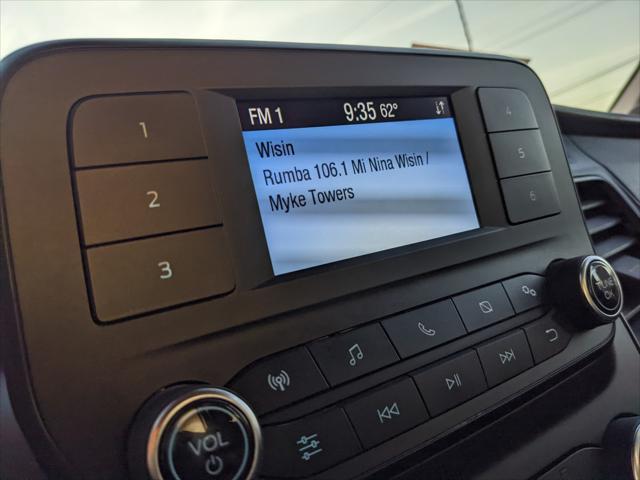 FM 1 9:35 62°
Wisin
Rumba 106.1 Mi Nina Wisin /
Myke Towers
1
2
3
4
5
6
TUNE
OK
VOL